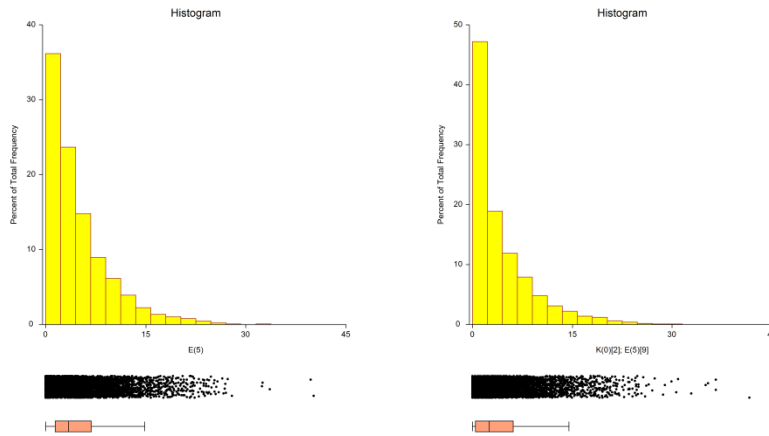 Histogram
40
30
20
10
0
Percent of Total Frequency
0 15 30 45
E(5)
Histogram
50
40
30
20
10
0
Percent of Total Frequency
0 15 30
K(0)[2]; E(5)[9]